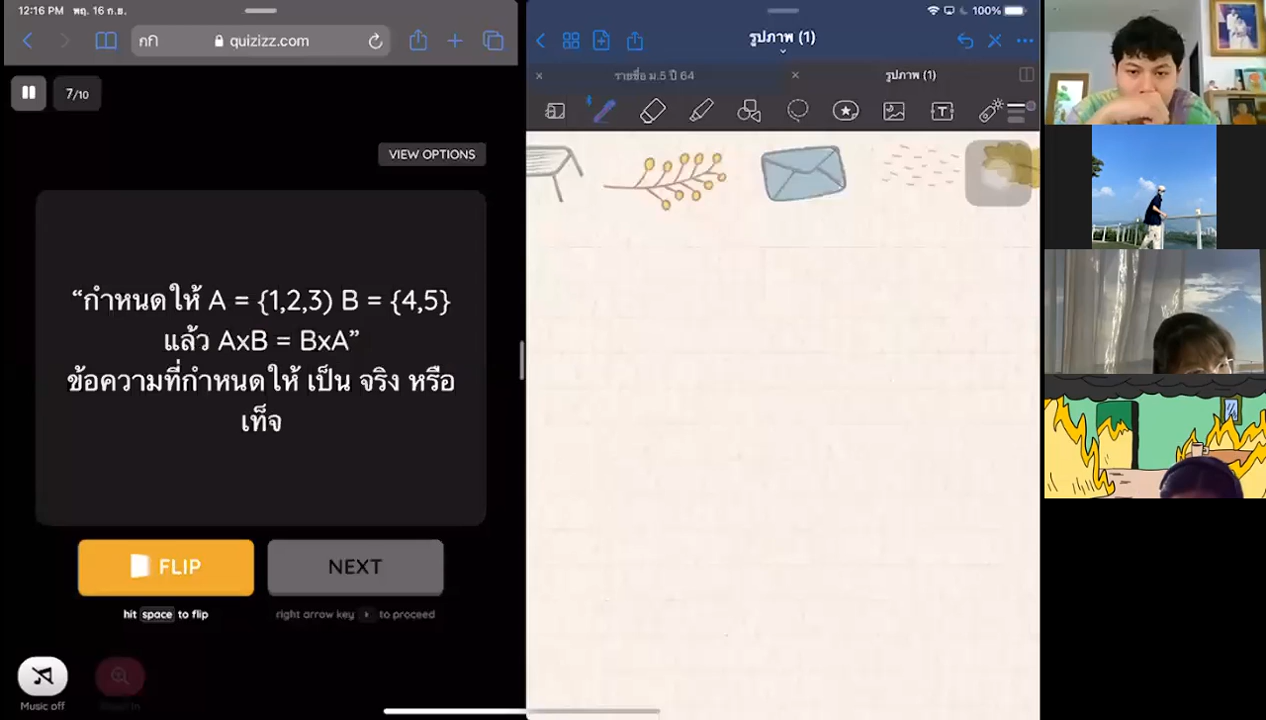 12:16 PM พฤ. 16 ก.ย.
กก quizizz.com
7/10
VIEW OPTIONS
“กำหนดให้ A = {1,2,3) B = {4,5}
แล้ว AxB = BxA”
ข้อความที่กำหนดให้ เป็น จริง หรือ
เท็จ
FLIP
NEXT
hit space to flip
right arrow key to proceed
Music off
100%
รูปภาพ (1)
รายชื่อ ม.5 ปี 64
รูปภาพ (1)